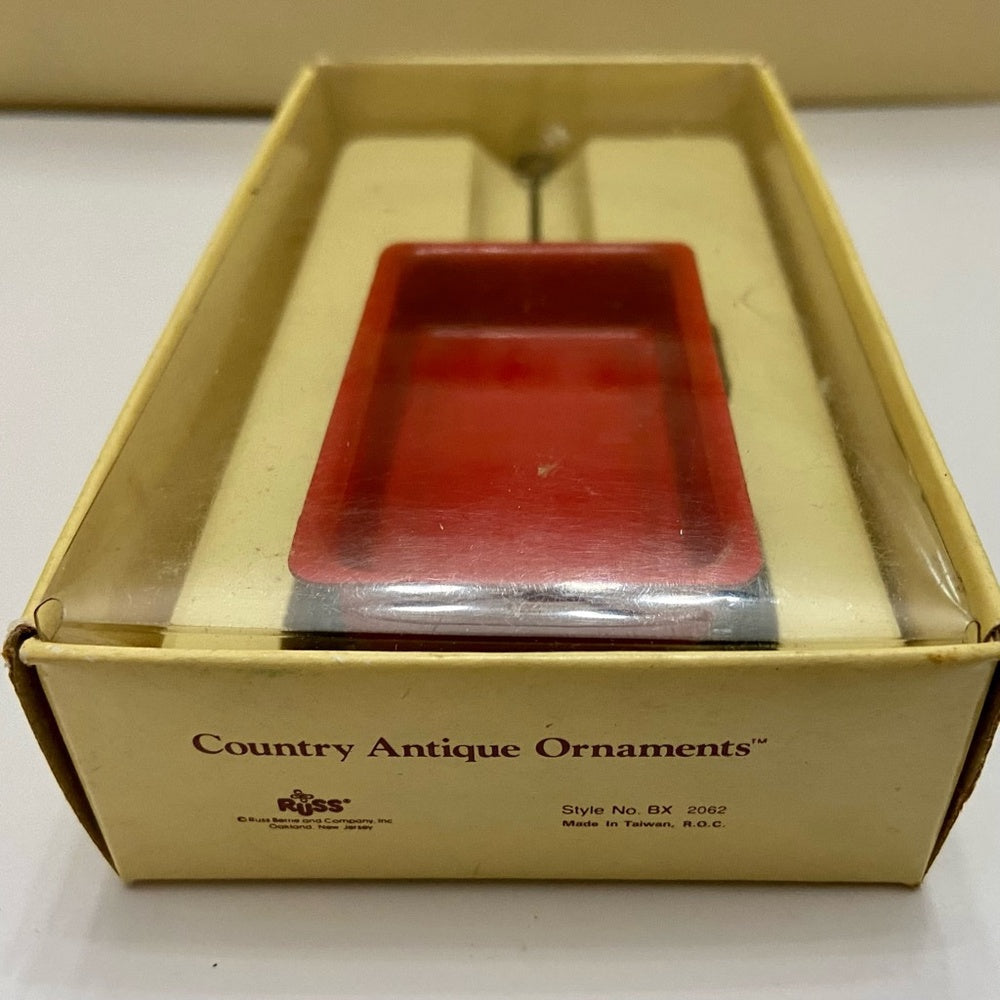 Country Antique Ornaments™
RUSS®
© Russ Berrie and Company, Inc
Oakland, New Jersey
Style No. BX 2062
Made In Taiwan, R.O.C.